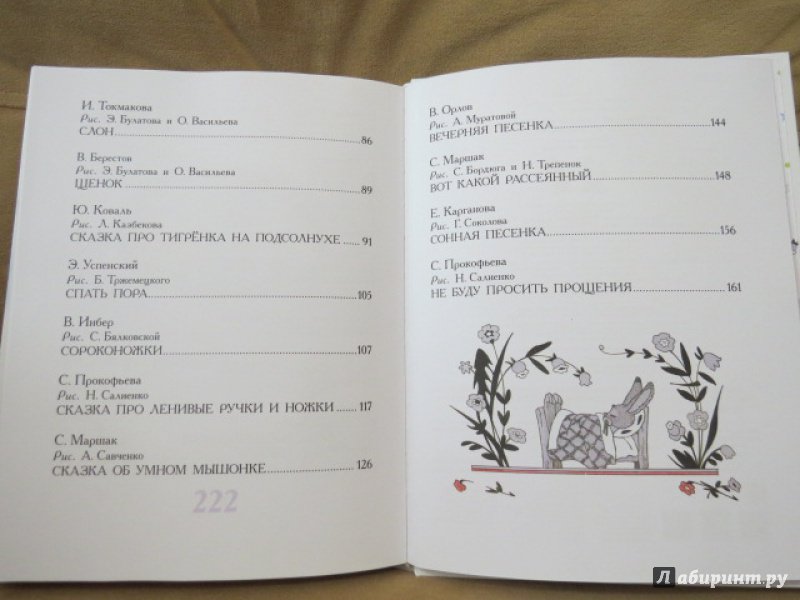 И. Токмакова
Рис. Э. Булатова и О. Васильева
СЛОН 86
В. Берестов
Рис. Э. Булатова и О. Васильева
ЩЕНОК 89
Ю. Коваль
Рис. Л. Казбекова
СКАЗКА ПРО ТИГРЁНКА НА ПОДСОЛНУХЕ 91
Э. Успенский
Рис. Б. Тржемецкого
СПАТЬ ПОРА 105
В. Инбер
Рис. С. Бялковской
СОРОКОНОЖКИ 107
С. Прокофьева
Рис. Н. Салиенко
СКАЗКА ПРО ЛЕНИВЫЕ РУЧКИ И НОЖКИ 117
С. Маршак
Рис. А. Савченко
СКАЗКА ОБ УМНОМ МЫШОНКЕ 126
222
В. Орлов
Рис. А. Муратовой
ВЕЧЕРНЯЯ ПЕСЕНКА 144
С. Маршак
Рис. С. Бордюга и Н. Трепенок
ВОТ КАКОЙ РАССЕЯННЫЙ 148
Е. Карганова
Рис. Г. Соколова
СОННАЯ ПЕСЕНКА 156
С. Прокофьева
Рис. Н. Салиенко
НЕ БУДУ ПРОСИТЬ ПРОЩЕНИЯ 161
Л абиринт.ру